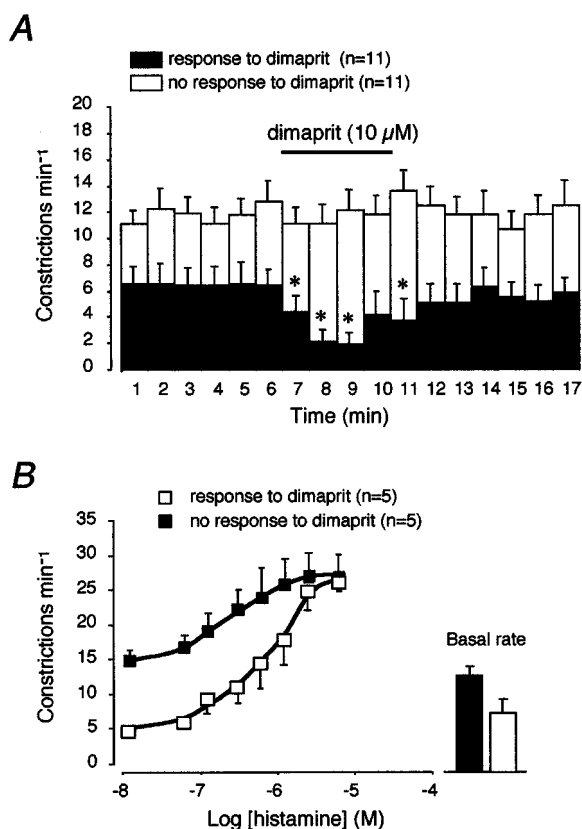 A
response to dimaprit (n=11)
no response to dimaprit (n=11)
dimaprit (10 µM)
Constrictions min⁻¹
20
18
16
14
12
10
8
6
4
2
0
* * * *
1 2 3 4 5 6 7 8 9 10 11 12 13 14 15 16 17
Time (min)
B
response to dimaprit (n=5)
no response to dimaprit (n=5)
Constrictions min⁻¹
35
30
25
20
15
10
5
0
-8 -7 -6 -5 -4
Log [histamine] (M)
Basal rate